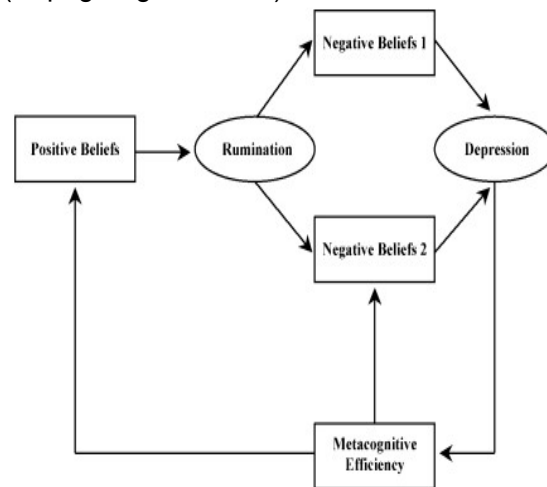 Negative Beliefs 1
Positive Beliefs
Rumination
Depression
Negative Beliefs 2
Metacognitive
Efficiency